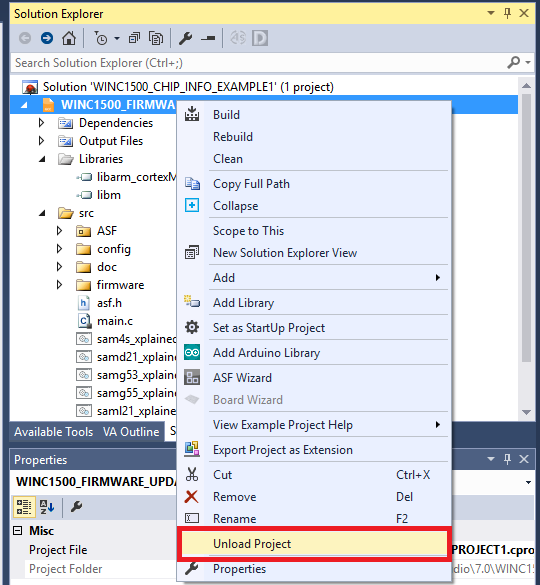 Solution Explorer
Search Solution Explorer (Ctrl+;)
Solution 'WINC1500_CHIP_INFO_EXAMPLE1' (1 project)
WINC1500_FIRMWA
Dependencies
Output Files
Libraries
libarm_cortexM
libm
src
ASF
config
doc
firmware
asf.h
main.c
sam4s_xplained
samd21_xplaine
samg53_xplaine
samg55_xplaine
saml21_xplaine
Build
Rebuild
Clean
Copy Full Path
Collapse
Scope to This
New Solution Explorer View
Add
Add Library
Set as StartUp Project
Add Arduino Library
ASF Wizard
Board Wizard
View Example Project Help
Export Project as Extension
Cut Ctrl+X
Remove Del
Rename F2
Unload Project
Properties
Available Tools VA Outline S
Properties
WINC1500_FIRMWARE_UPDA
Misc
Project File PROJECT1.cpro
Project Folder dio\7.0\WINC1